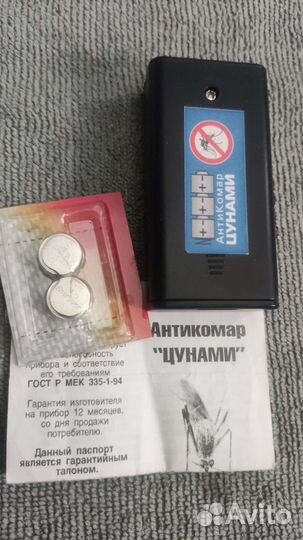 АнтиКомар
ЦУНАМИ
прибора и соответствие
его требованиям
ГОСТ Р МЕК 335-1-94
Гарантия изготовителя
на прибор 12 месяцев,
со дня продажи
потребителю.
Данный паспорт
является гарантийным
талоном.
Антикомар
"ЦУНАМИ"
Avito